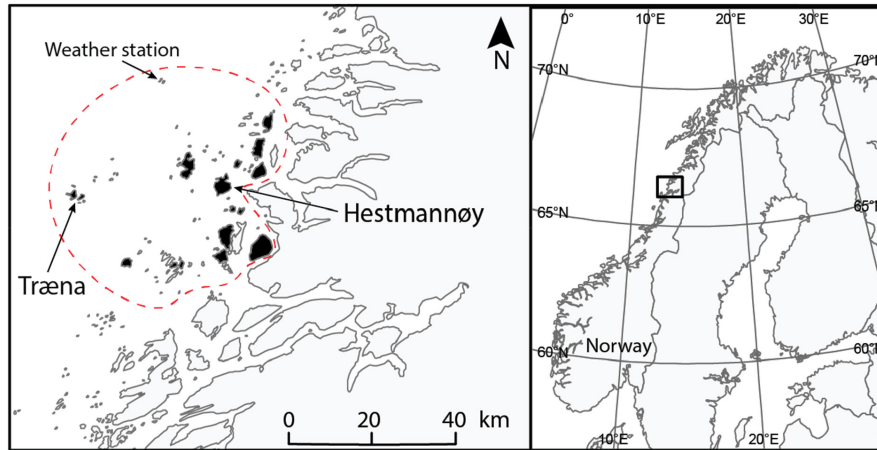 Weather station
N
Hestmannøy
Træna
0 20 40 km
0° 10°E 20°E 30°E
70°N 70°N
65°N 65°N
60°N Norway 60°N
10°E 20°E